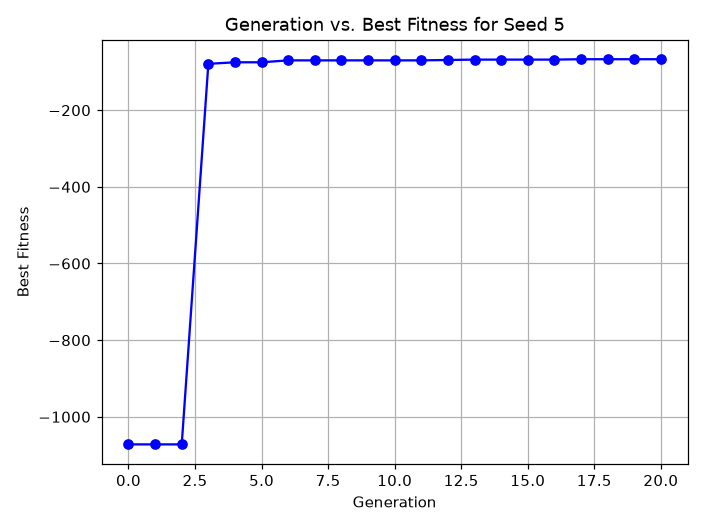 Generation vs. Best Fitness for Seed 5
Best Fitness
−200
−400
−600
−800
−1000
0.0 2.5 5.0 7.5 10.0 12.5 15.0 17.5 20.0
Generation